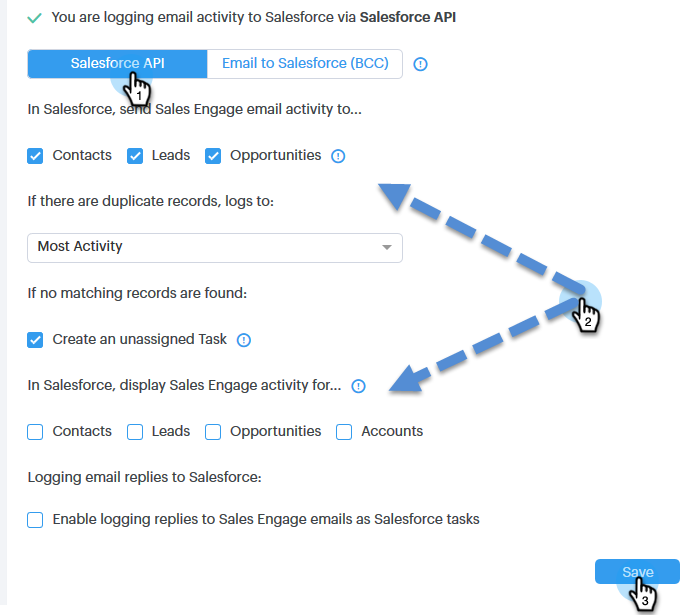 You are logging email activity to Salesforce via Salesforce API
Salesforce API Email to Salesforce (BCC)
1
In Salesforce, send Sales Engage email activity to...
Contacts Leads Opportunities
If there are duplicate records, logs to:
Most Activity
If no matching records are found:
2
Create an unassigned Task
In Salesforce, display Sales Engage activity for...
Contacts Leads Opportunities Accounts
Logging email replies to Salesforce:
Enable logging replies to Sales Engage emails as Salesforce tasks
Save
3